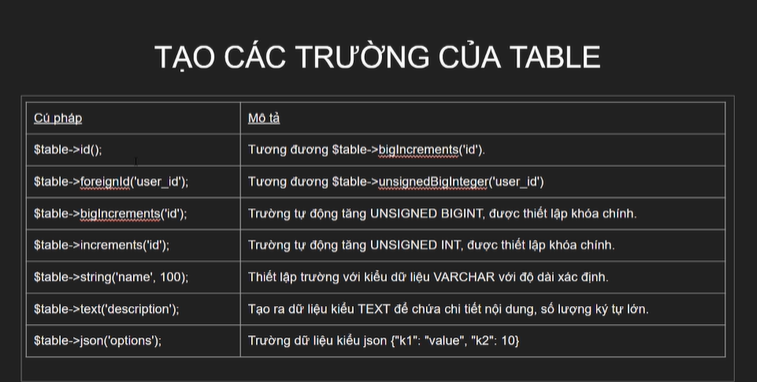 TẠO CÁC TRƯỜNG CỦA TABLE
Cú pháp Mô tả
$table->id(); Tương đương $table->bigIncrements('id').
$table->foreignId('user_id'); Tương đương $table->unsignedBigInteger('user_id')
$table->bigIncrements('id'); Trường tự động tăng UNSIGNED BIGINT, được thiết lập khóa chính.
$table->increments('id'); Trường tự động tăng UNSIGNED INT, được thiết lập khóa chính.
$table->string('name', 100); Thiết lập trường với kiểu dữ liệu VARCHAR với độ dài xác định.
$table->text('description'); Tạo ra dữ liệu kiểu TEXT để chứa chi tiết nội dung, số lượng ký tự lớn.
$table->json('options'); Trường dữ liệu kiểu json {"k1": "value", "k2": 10}